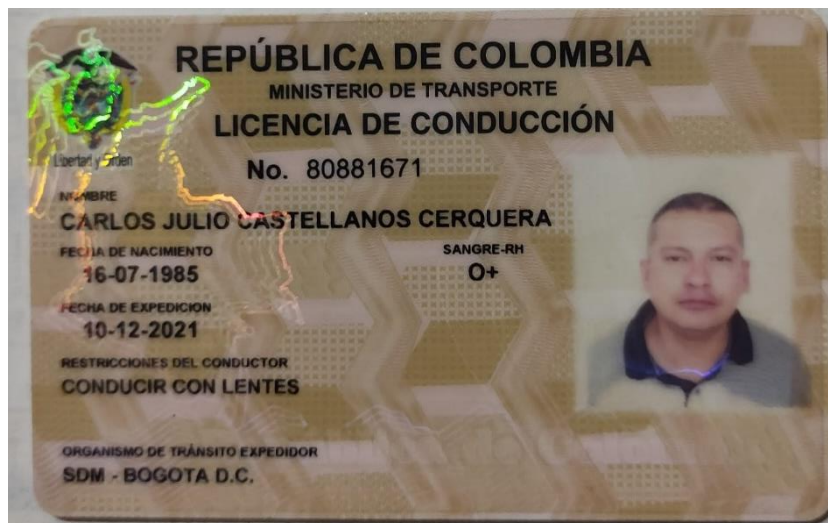 REPÚBLICA DE COLOMBIA
MINISTERIO DE TRANSPORTE
LICENCIA DE CONDUCCIÓN
Libertad y Orden
No. 80881671
NOMBRE
CARLOS JULIO CASTELLANOS CERQUERA
FECHA DE NACIMIENTO
16-07-1985
SANGRE-RH
O+
FECHA DE EXPEDICION
10-12-2021
RESTRICCIONES DEL CONDUCTOR
CONDUCIR CON LENTES
ORGANISMO DE TRÁNSITO EXPEDIDOR
SDM - BOGOTA D.C.